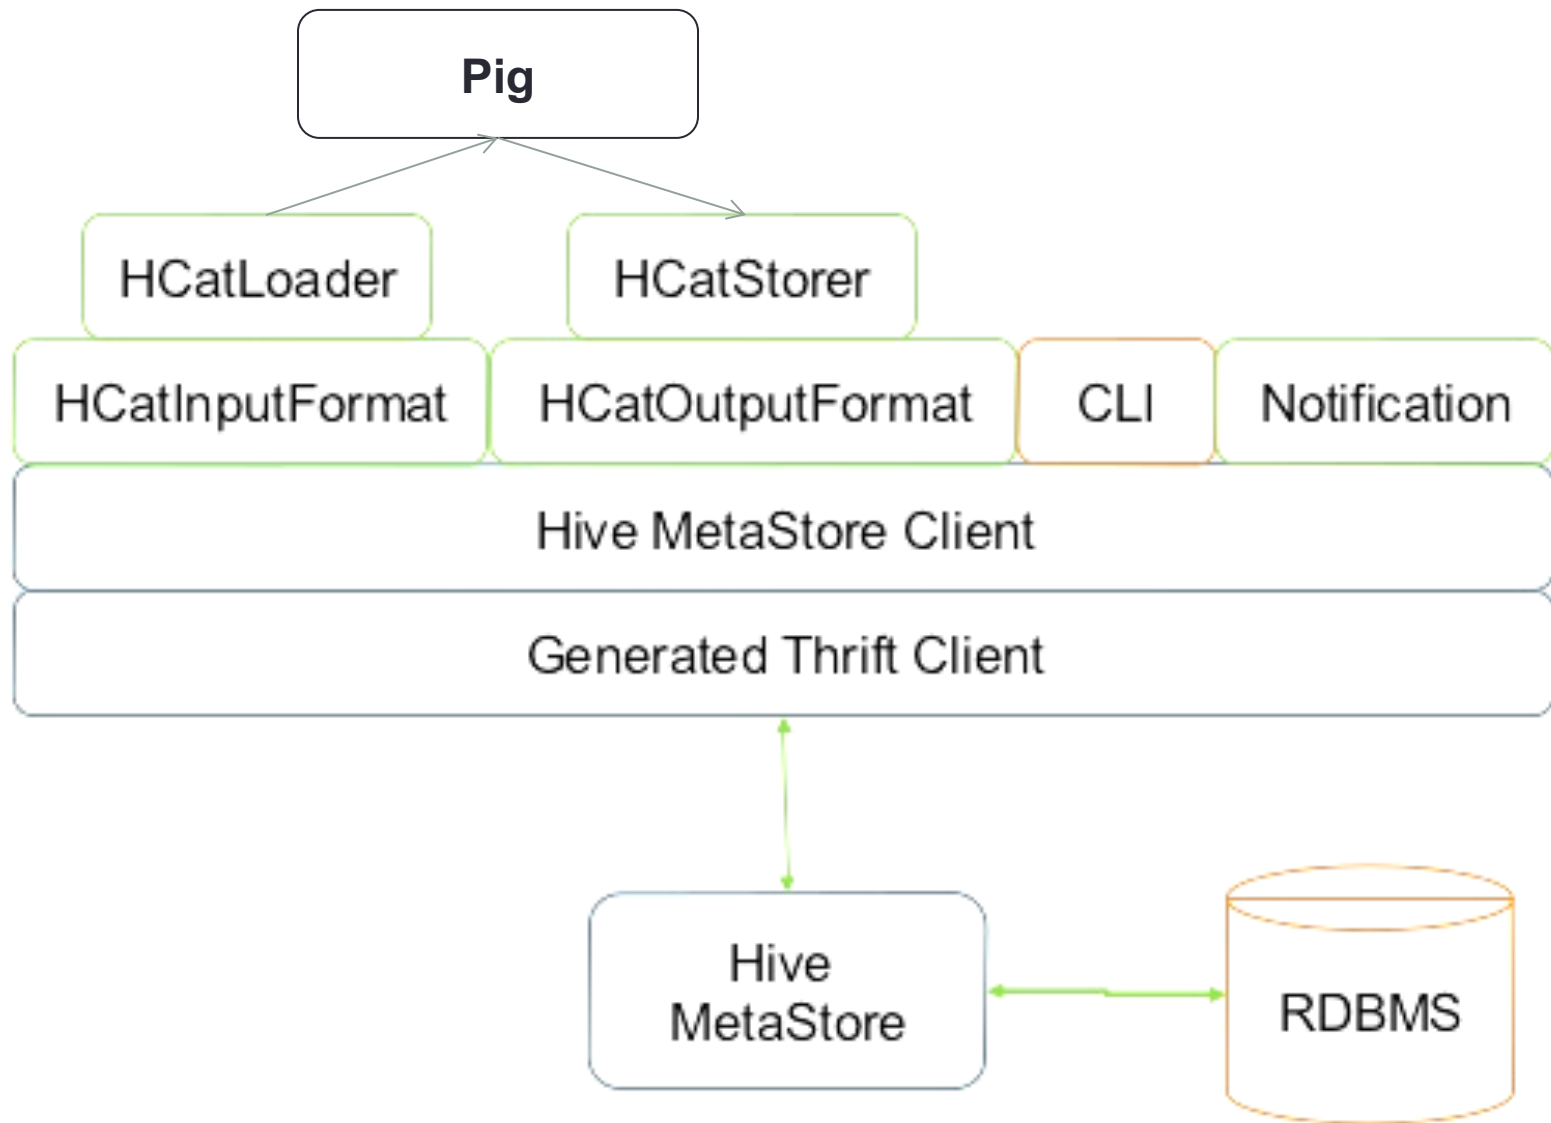 Pig
HCatLoader
HCatStorer
HCatInputFormat
HCatOutputFormat
CLI
Notification
Hive MetaStore Client
Generated Thrift Client
Hive
MetaStore
RDBMS